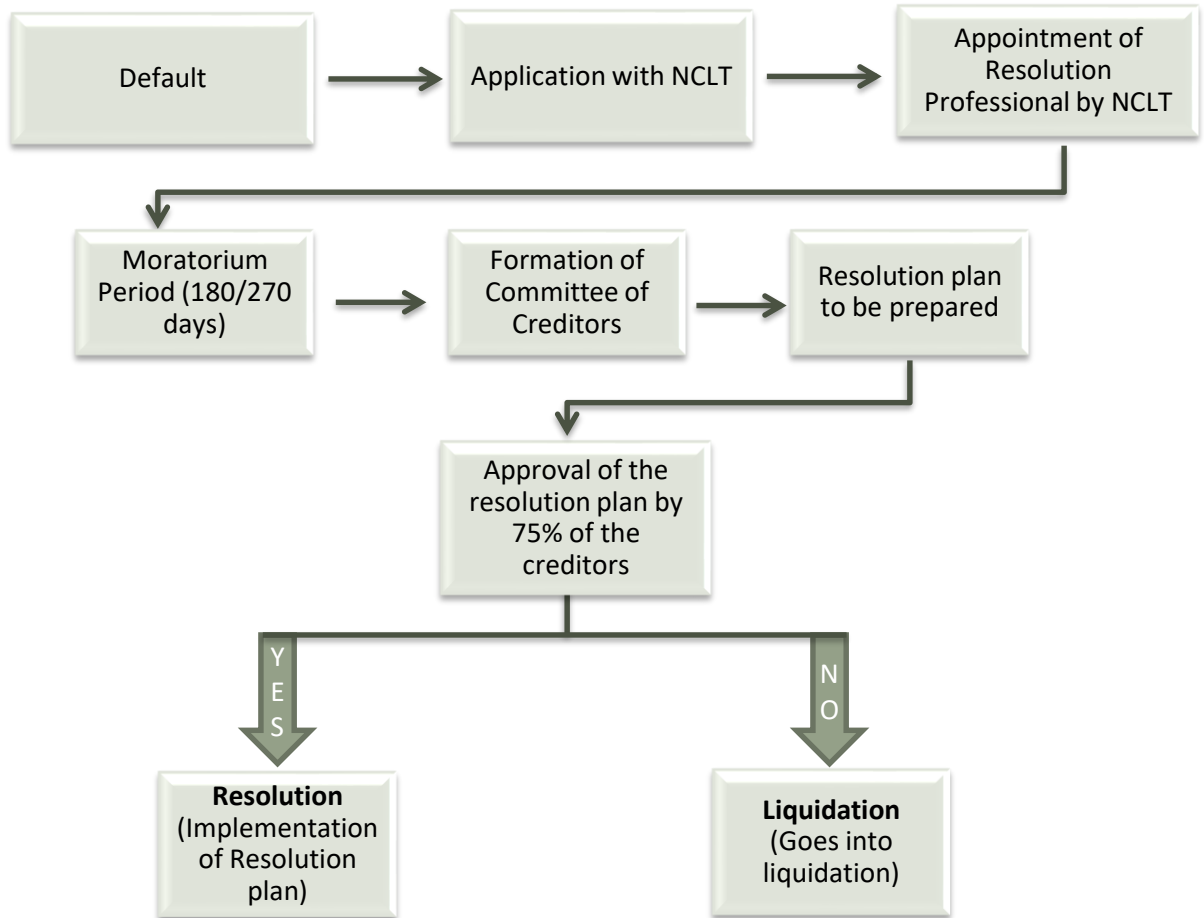 Default
Application with NCLT
Appointment of
Resolution
Professional by NCLT
Moratorium
Period (180/270
days)
Formation of
Committee of
Creditors
Resolution plan
to be prepared
Approval of the
resolution plan by
75% of the
creditors
YES
NO
Resolution
(Implementation
of Resolution
plan)
Liquidation
(Goes into
liquidation)